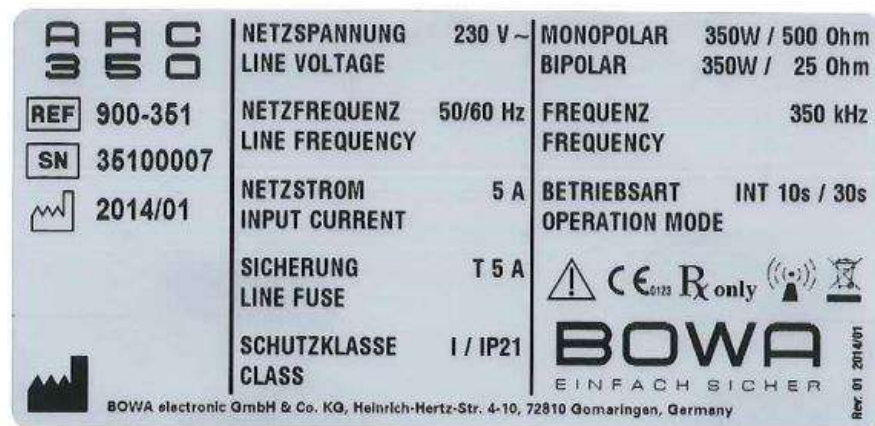 ARC
350
REF 900-351
SN 35100007
2014/01
NETZSPANNUNG 230 V~
LINE VOLTAGE
NETZFREQUENZ 50/60 Hz
LINE FREQUENCY
NETZSTROM 5 A
INPUT CURRENT
SICHERUNG T 5 A
LINE FUSE
SCHUTZKLASSE I / IP21
CLASS
MONOPOLAR 350W / 500 Ohm
BIPOLAR 350W / 25 Ohm
FREQUENZ 350 kHz
FREQUENCY
BETRIEBSART INT 10s / 30s
OPERATION MODE
CE 0123 Rx only
BOWA
EINFACH SICHER
Rev. 01 2014/01
BOWA electronic GmbH & Co. KG, Heinrich-Hertz-Str. 4-10, 72810 Gomaringen, Germany